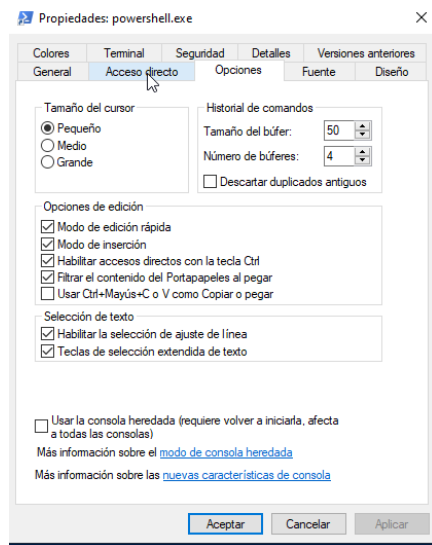 Propiedades: powershell.exe
Colores Terminal Seguridad Detalles Versiones anteriores
General Acceso directo Opciones Fuente Diseño
Tamaño del cursor
Pequeño
Medio
Grande
Historial de comandos
Tamaño del búfer: 50
Número de búferes: 4
Descartar duplicados antiguos
Opciones de edición
Modo de edición rápida
Modo de inserción
Habilitar accesos directos con la tecla Ctrl
Filtrar el contenido del Portapapeles al pegar
Usar Ctrl+Mayús+C o V como Copiar o pegar
Selección de texto
Habilitar la selección de ajuste de línea
Teclas de selección extendida de texto
Usar la consola heredada (requiere volver a iniciarla, afecta
a todas las consolas)
Más información sobre el modo de consola heredada
Más información sobre las nuevas características de consola
Aceptar Cancelar Aplicar